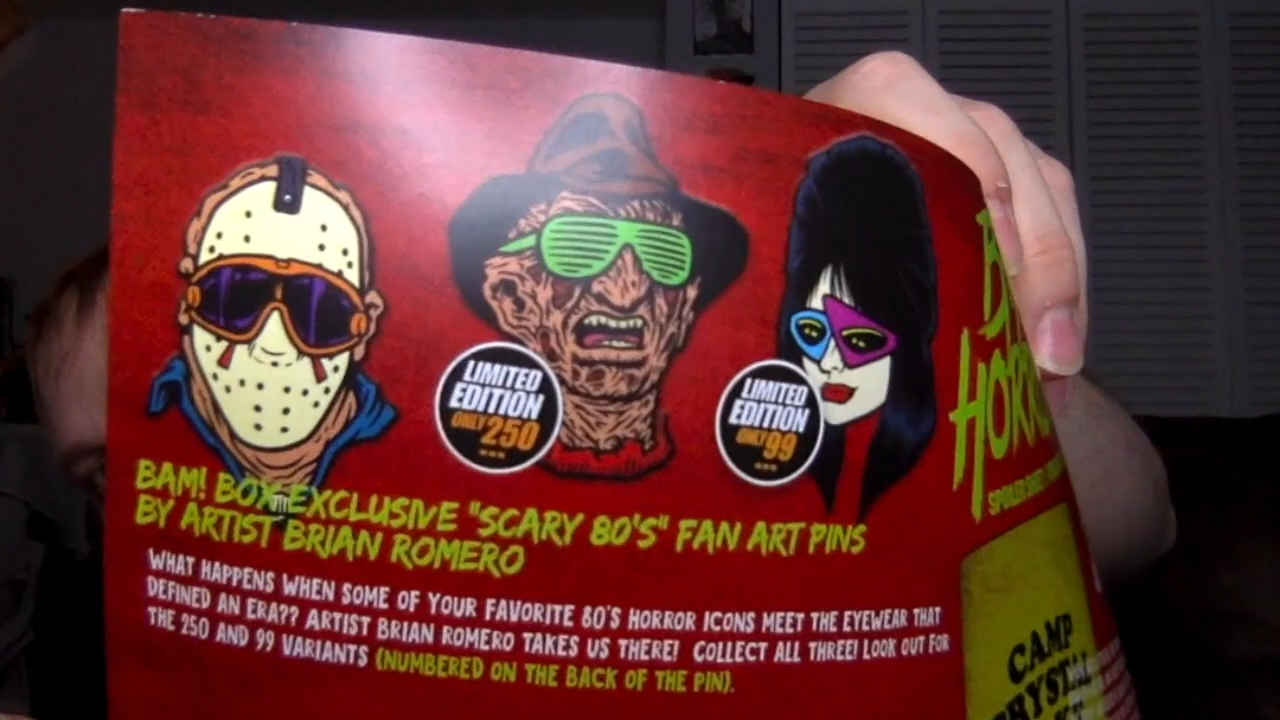 LIMITED
EDITION
ONLY 250
LIMITED
EDITION
ONLY 99
BAM! BOX EXCLUSIVE "SCARY 80'S" FAN ART PINS
BY ARTIST BRIAN ROMERO
WHAT HAPPENS WHEN SOME OF YOUR FAVORITE 80'S HORROR ICONS MEET THE EYEWEAR THAT
DEFINED AN ERA?? ARTIST BRIAN ROMERO TAKES US THERE! COLLECT ALL THREE! LOOK OUT FOR
THE 250 AND 99 VARIANTS (NUMBERED ON THE BACK OF THE PIN).
CAMP